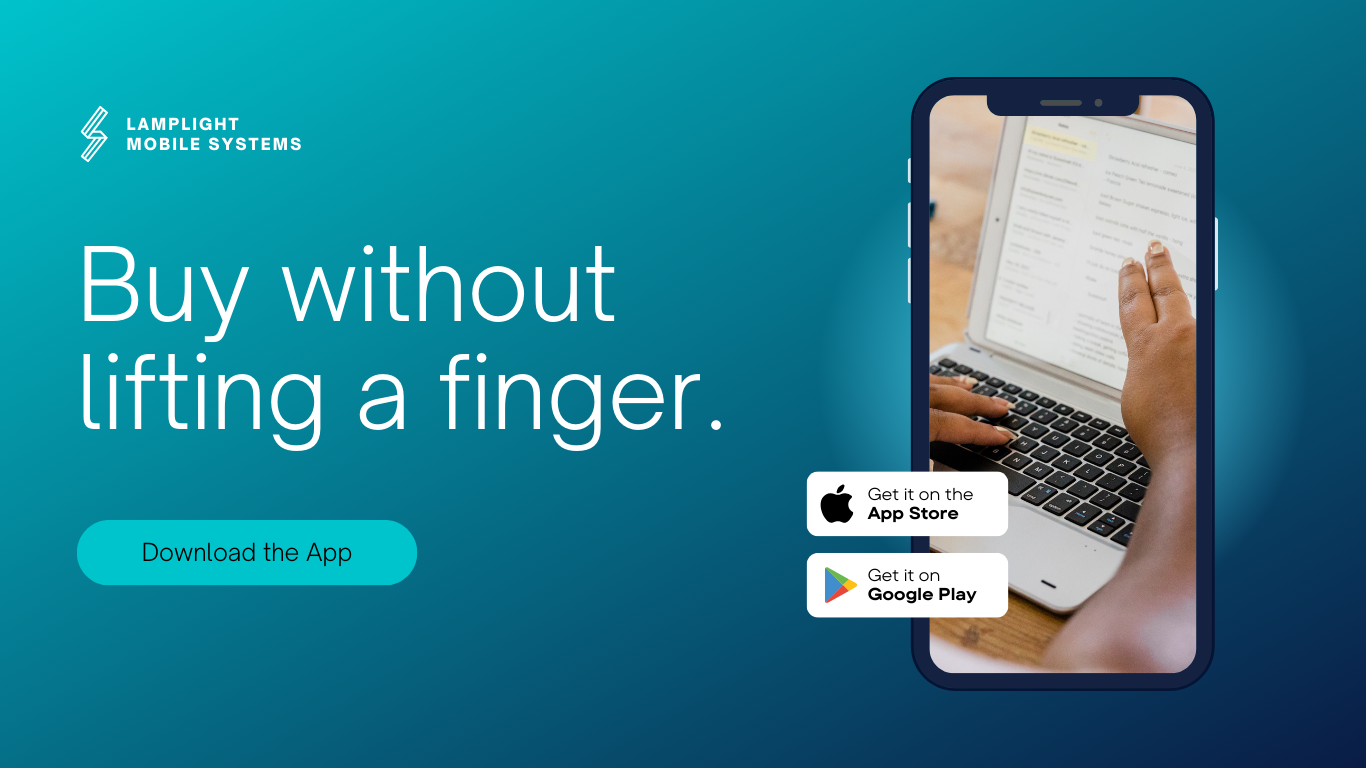 LAMPLIGHT
MOBILE SYSTEMS
Buy without
lifting a finger.
Download the App
Get it on the
App Store
Get it on
Google Play